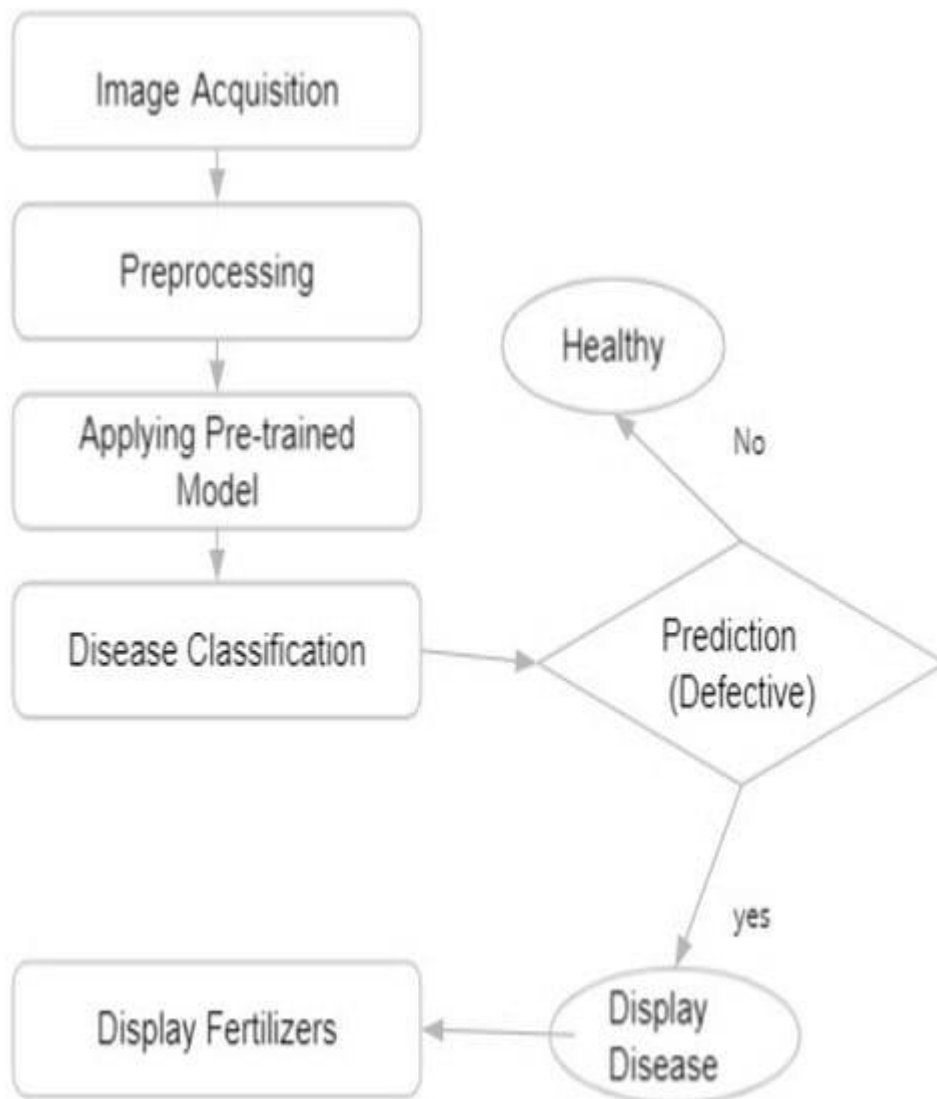 Image Acquisition
Preprocessing
Applying Pre-trained
Model
Disease Classification
Prediction
(Defective)
No
Healthy
yes
Display
Disease
Display Fertilizers